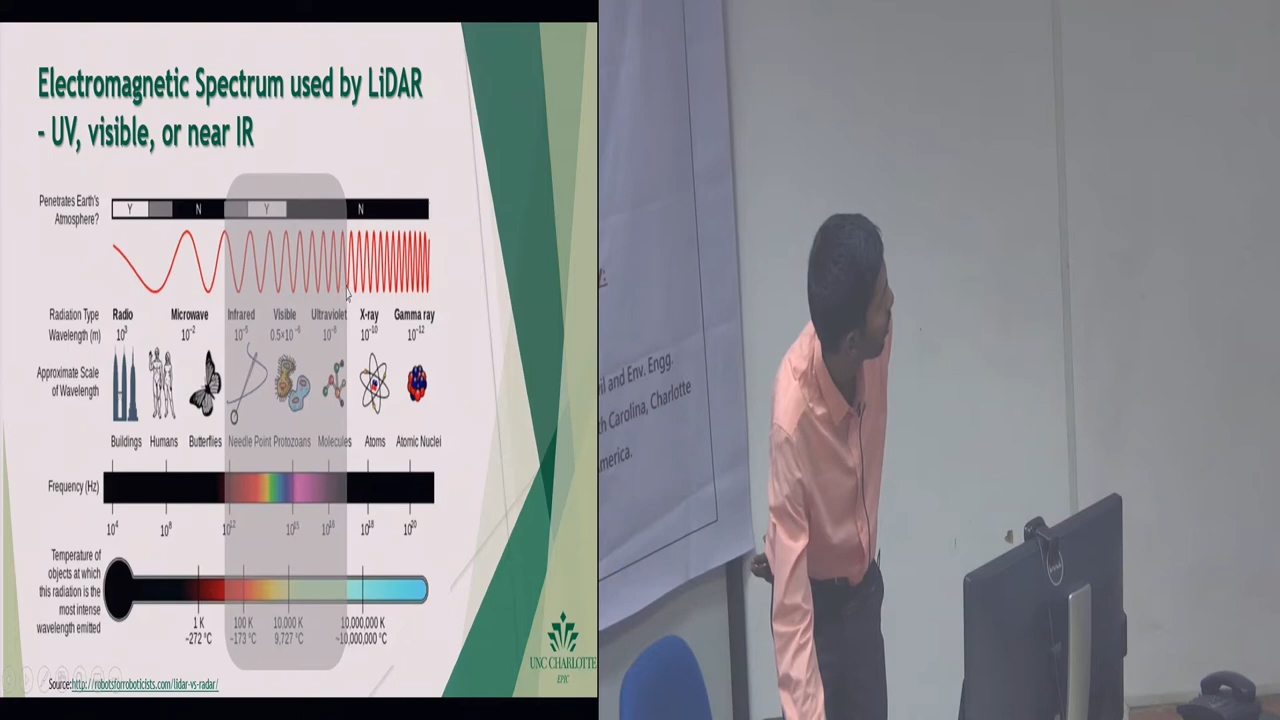 Electromagnetic Spectrum used by LiDAR
- UV, visible, or near IR
Penetrates Earth's
Atmosphere?
Y N Y N
Radiation Type Radio Microwave Infrared Visible Ultraviolet X-ray Gamma ray
Wavelength (m) 10³ 10⁻² 10⁻⁵ 0.5×10⁻⁶ 10⁻⁸ 10⁻¹⁰ 10⁻¹²
Approximate Scale
of Wavelength
Buildings Humans Butterflies Needle Point Protozoans Molecules Atoms Atomic Nuclei
Frequency (Hz)
10⁴ 10⁸ 10¹² 10¹⁵ 10¹⁶ 10¹⁸ 10²⁰
Temperature of
objects at which
this radiation is the
most intense
wavelength emitted
1 K 100 K 10,000 K 10,000,000 K
~272 °C ~173 °C 9,727 °C ~10,000,000 °C
Source:http://robotsforroboticists.com/lidar-vs-radar/
UNC CHARLOTTE
EPIC
and Env. Engg.
Carolina, Charlotte
DELL